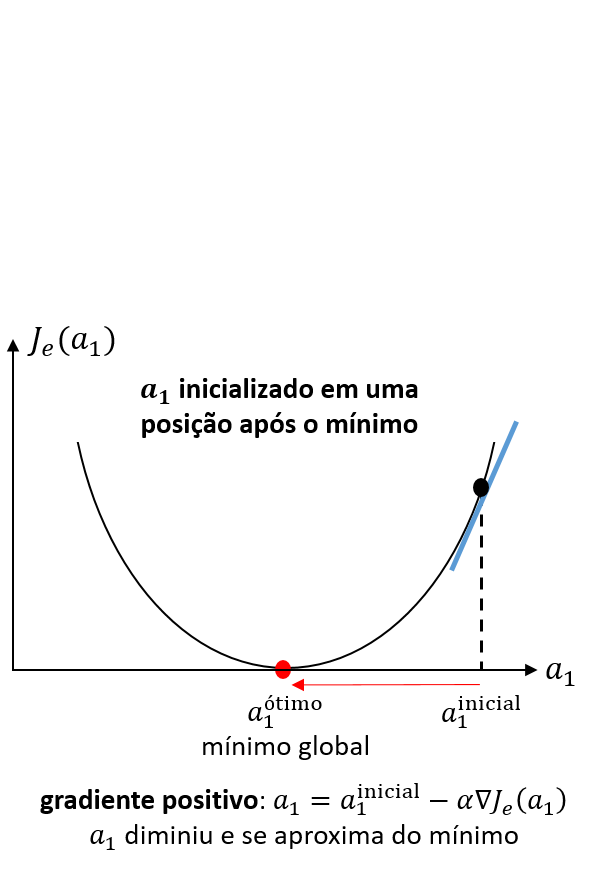 J_e(a_1)
a_1 inicializado em uma
posição após o mínimo
a_1
a_1^ótimo a_1^inicial
mínimo global
gradiente positivo: a_1 = a_1^inicial − α∇J_e(a_1)
a_1 diminiu e se aproxima do mínimo